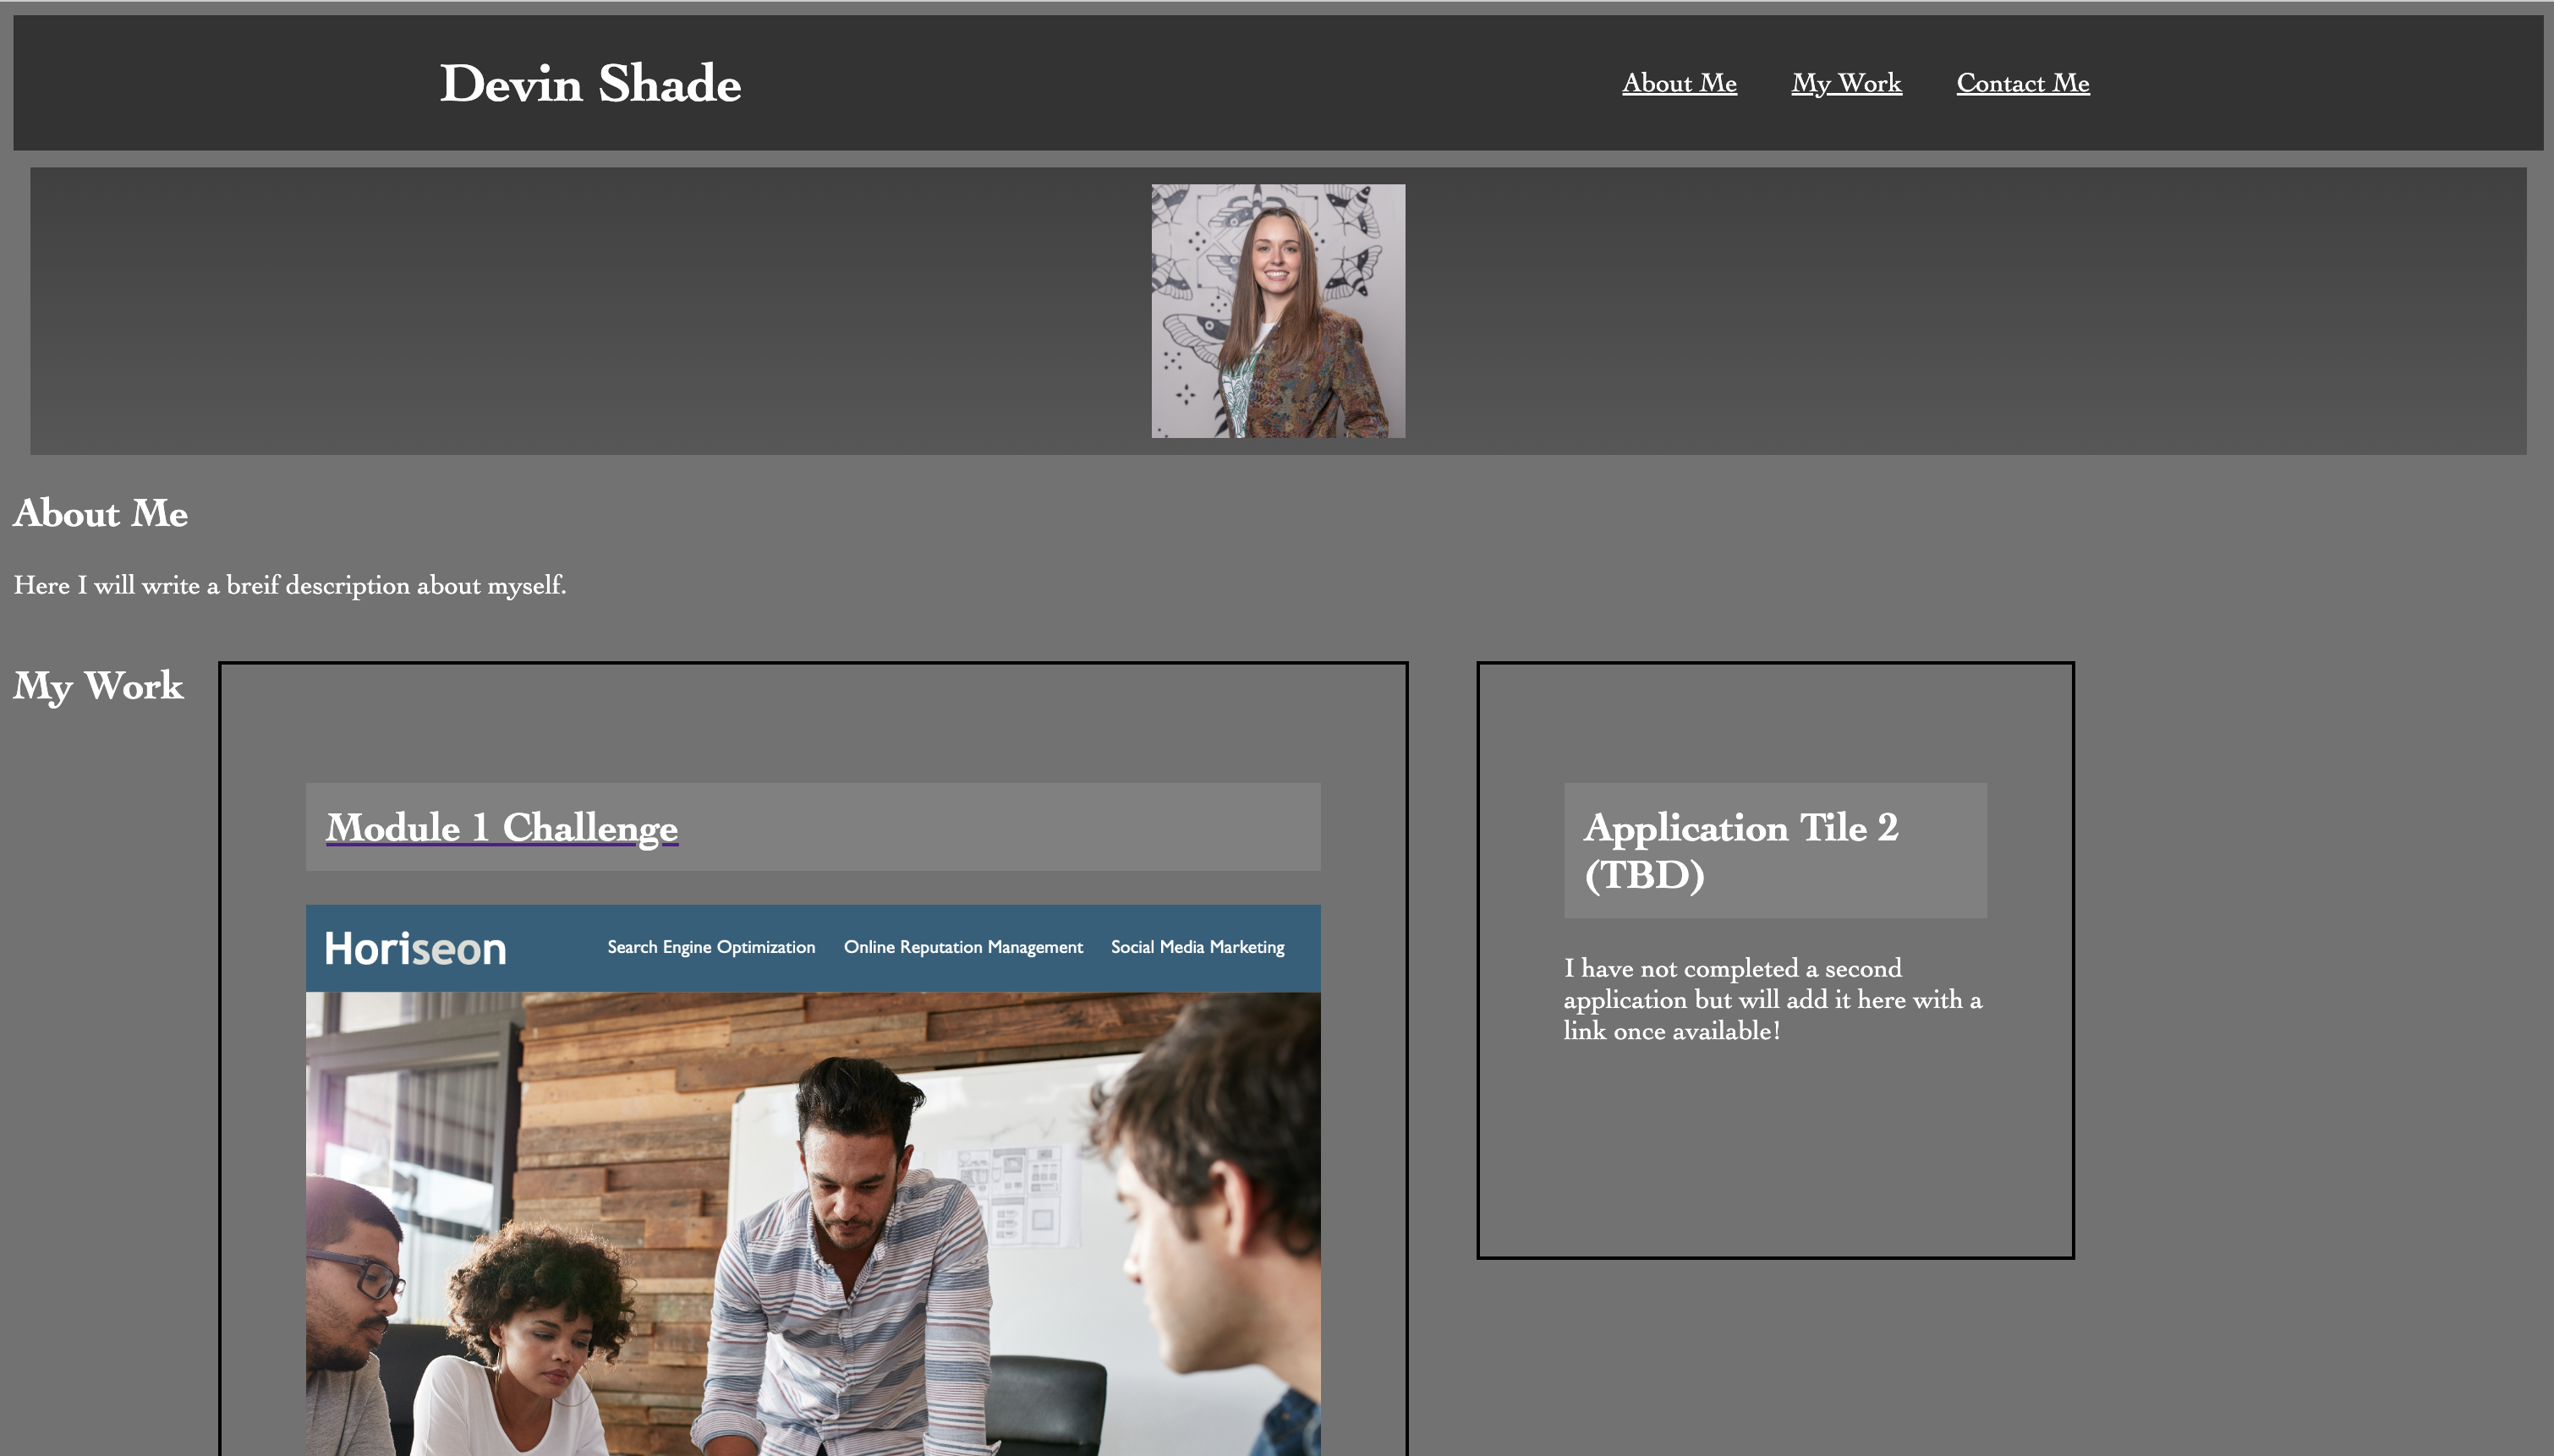 Devin Shade
About Me
My Work
Contact Me
About Me
Here I will write a breif description about myself.
My Work
Module 1 Challenge
Horiseon
Search Engine Optimization
Online Reputation Management
Social Media Marketing
Application Tile 2
(TBD)
I have not completed a second
application but will add it here with a
link once available!